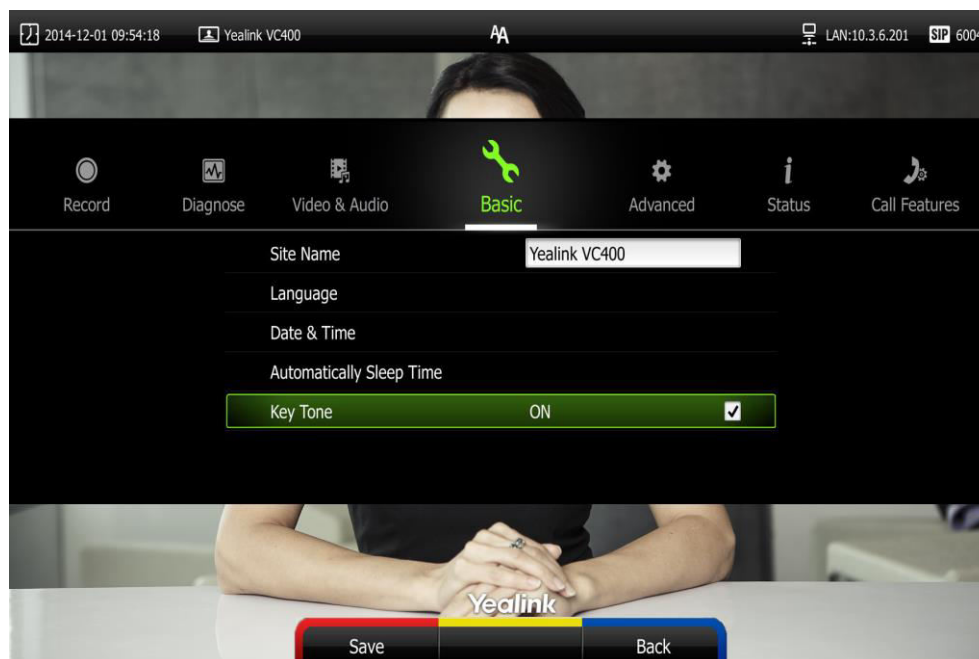 2014-12-01 09:54:18 Yealink VC400 AA LAN:10.3.6.201 SIP 6004
Record Diagnose Video & Audio Basic Advanced Status Call Features
Site Name Yealink VC400
Language
Date & Time
Automatically Sleep Time
Key Tone ON
Yealink
Save Back